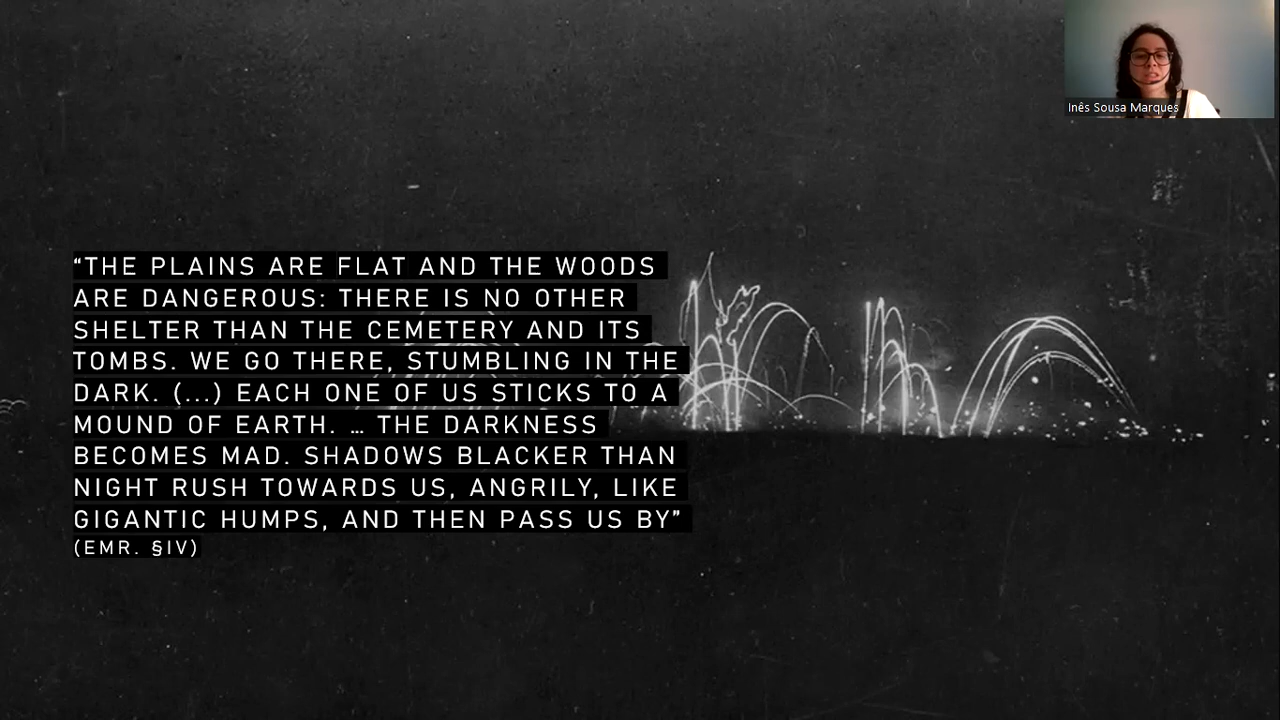 Inês Sousa Marques
“THE PLAINS ARE FLAT AND THE WOODS
ARE DANGEROUS: THERE IS NO OTHER
SHELTER THAN THE CEMETERY AND ITS
TOMBS. WE GO THERE, STUMBLING IN THE
DARK. (...) EACH ONE OF US STICKS TO A
MOUND OF EARTH. … THE DARKNESS
BECOMES MAD. SHADOWS BLACKER THAN
NIGHT RUSH TOWARDS US, ANGRILY, LIKE
GIGANTIC HUMPS, AND THEN PASS US BY”
(EMR. §IV)